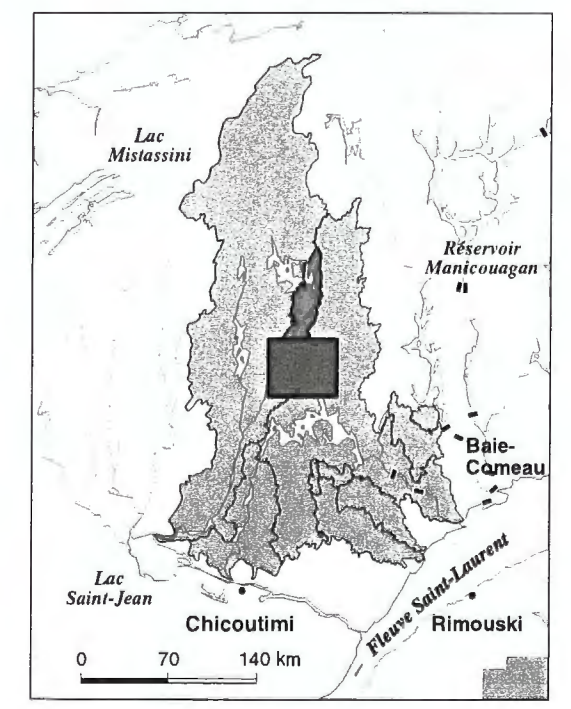 Lac
Mistassini
Réservoir
Manicouagan
Baie-
Comeau
Lac
Saint-Jean
Chicoutimi
Fleuve Saint-Laurent
Rimouski
0 70 140 km